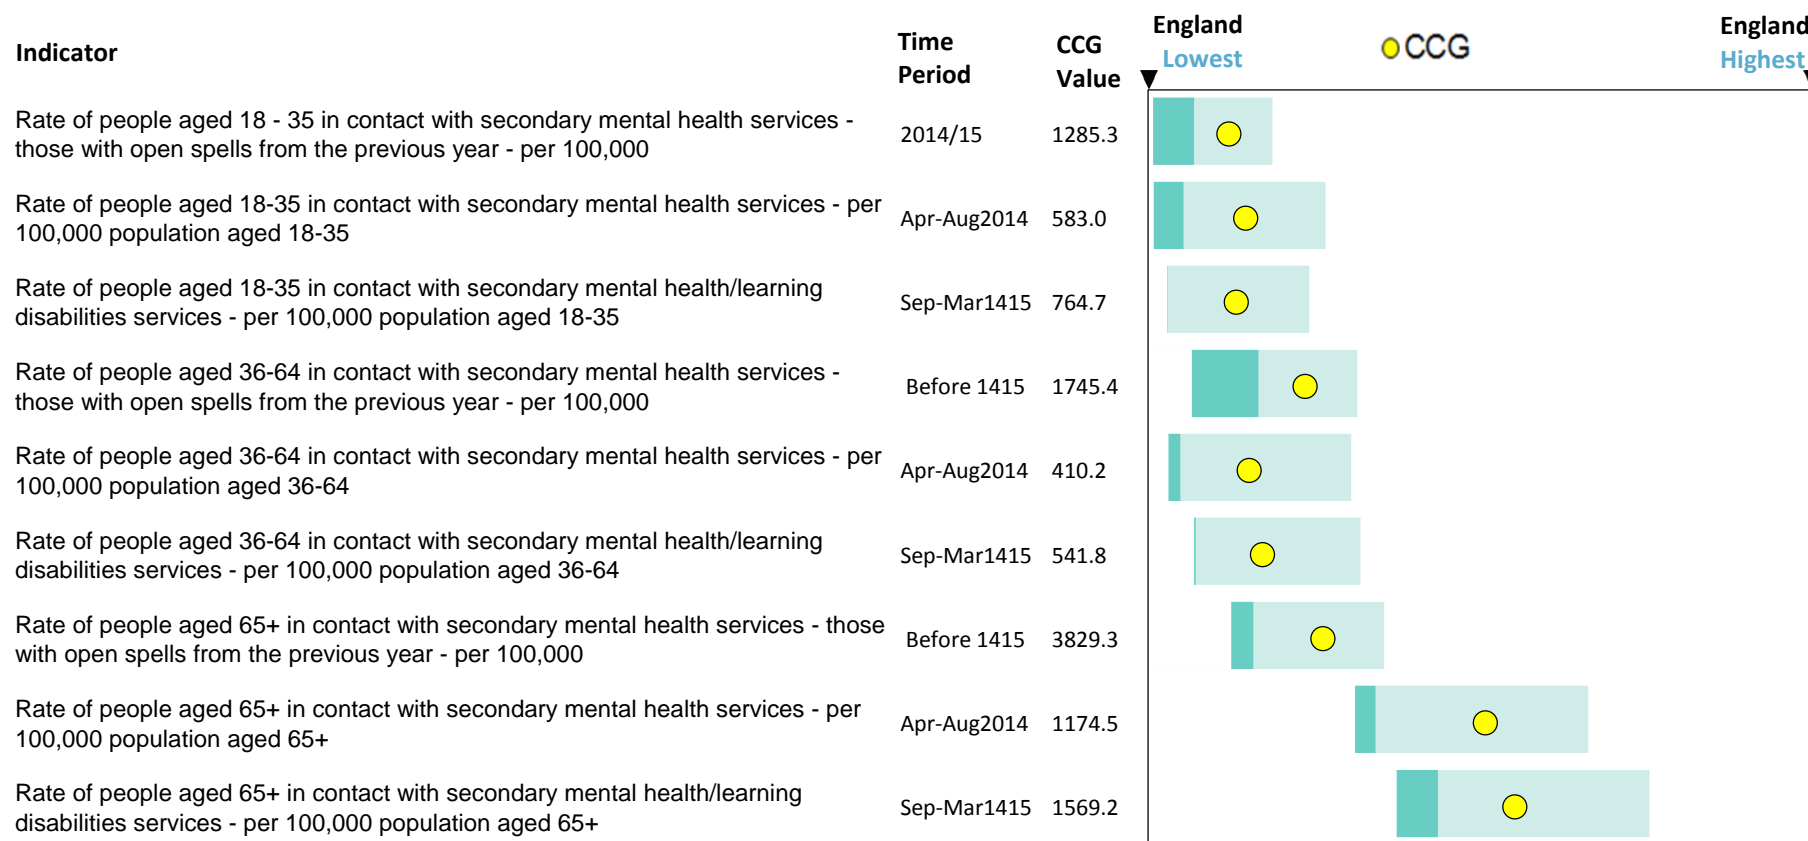 Indicator
Time
Period
CCG
Value
England
Lowest
CCG
England
Highest
Rate of people aged 18 - 35 in contact with secondary mental health services -
those with open spells from the previous year - per 100,000
2014/15
1285.3
Rate of people aged 18-35 in contact with secondary mental health services - per
100,000 population aged 18-35
Apr-Aug2014
583.0
Rate of people aged 18-35 in contact with secondary mental health/learning
disabilities services - per 100,000 population aged 18-35
Sep-Mar1415
764.7
Rate of people aged 36-64 in contact with secondary mental health services -
those with open spells from the previous year - per 100,000
Before 1415
1745.4
Rate of people aged 36-64 in contact with secondary mental health services - per
100,000 population aged 36-64
Apr-Aug2014
410.2
Rate of people aged 36-64 in contact with secondary mental health/learning
disabilities services - per 100,000 population aged 36-64
Sep-Mar1415
541.8
Rate of people aged 65+ in contact with secondary mental health services - those
with open spells from the previous year - per 100,000
Before 1415
3829.3
Rate of people aged 65+ in contact with secondary mental health services - per
100,000 population aged 65+
Apr-Aug2014
1174.5
Rate of people aged 65+ in contact with secondary mental health/learning
disabilities services - per 100,000 population aged 65+
Sep-Mar1415
1569.2